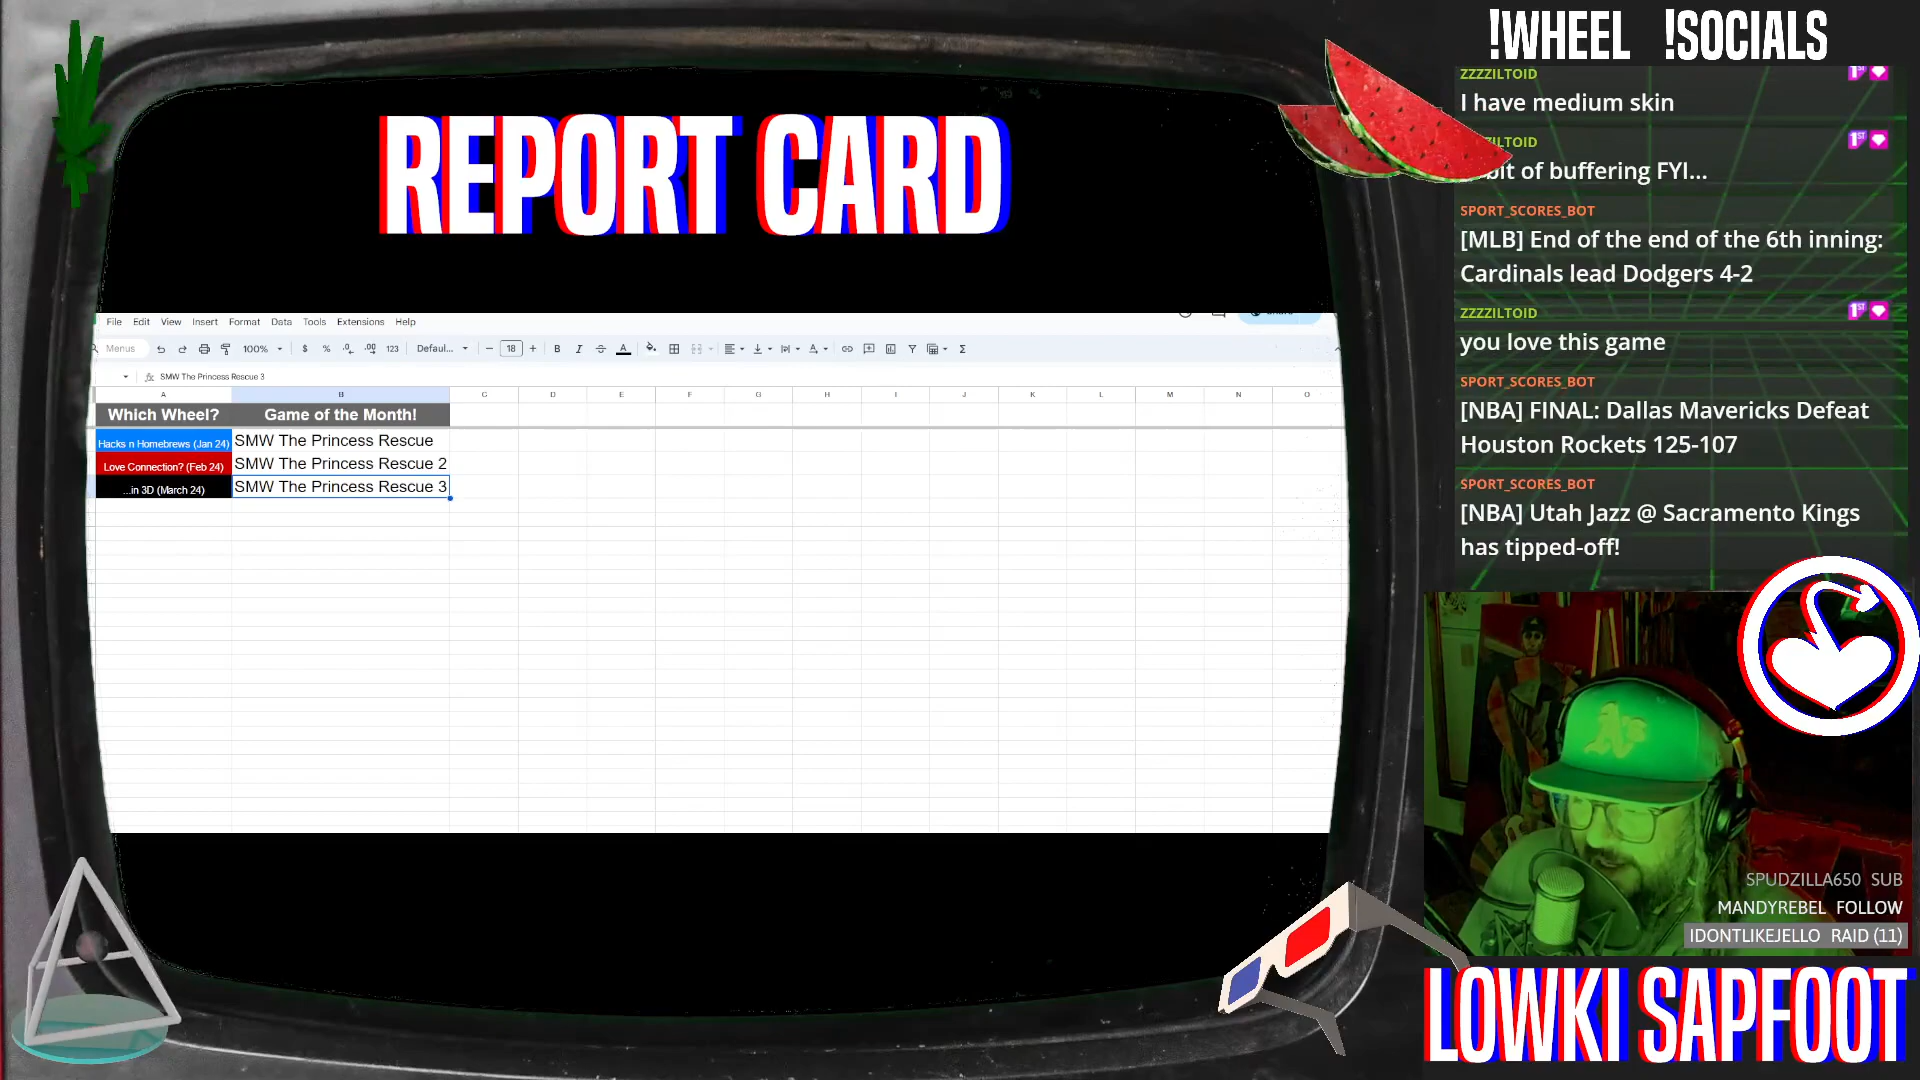 !WHEEL !SOCIALS
REPORT CARD
File Edit View Insert Format Data Tools Extensions Help
Menus 100% $ % .0 .00 123 Defaul... − 18 + B I A Σ
fx SMW The Princess Rescue 3
A B C D E F G H I J K L M N O
Which Wheel? Game of the Month!
Hacks n Homebrews (Jan 24) SMW The Princess Rescue
Love Connection? (Feb 24) SMW The Princess Rescue 2
...in 3D (March 24) SMW The Princess Rescue 3
ZZZZILTOID
I have medium skin
bit of buffering FYI...
SPORT_SCORES_BOT
[MLB] End of the end of the 6th inning:
Cardinals lead Dodgers 4-2
ZZZZILTOID
you love this game
SPORT_SCORES_BOT
[NBA] FINAL: Dallas Mavericks Defeat
Houston Rockets 125-107
SPORT_SCORES_BOT
[NBA] Utah Jazz @ Sacramento Kings
has tipped-off!
A's
SPUDZILLA650 SUB
MANDYREBEL FOLLOW
IDONTLIKEJELLO RAID (11)
LOWKI SAPFOOT